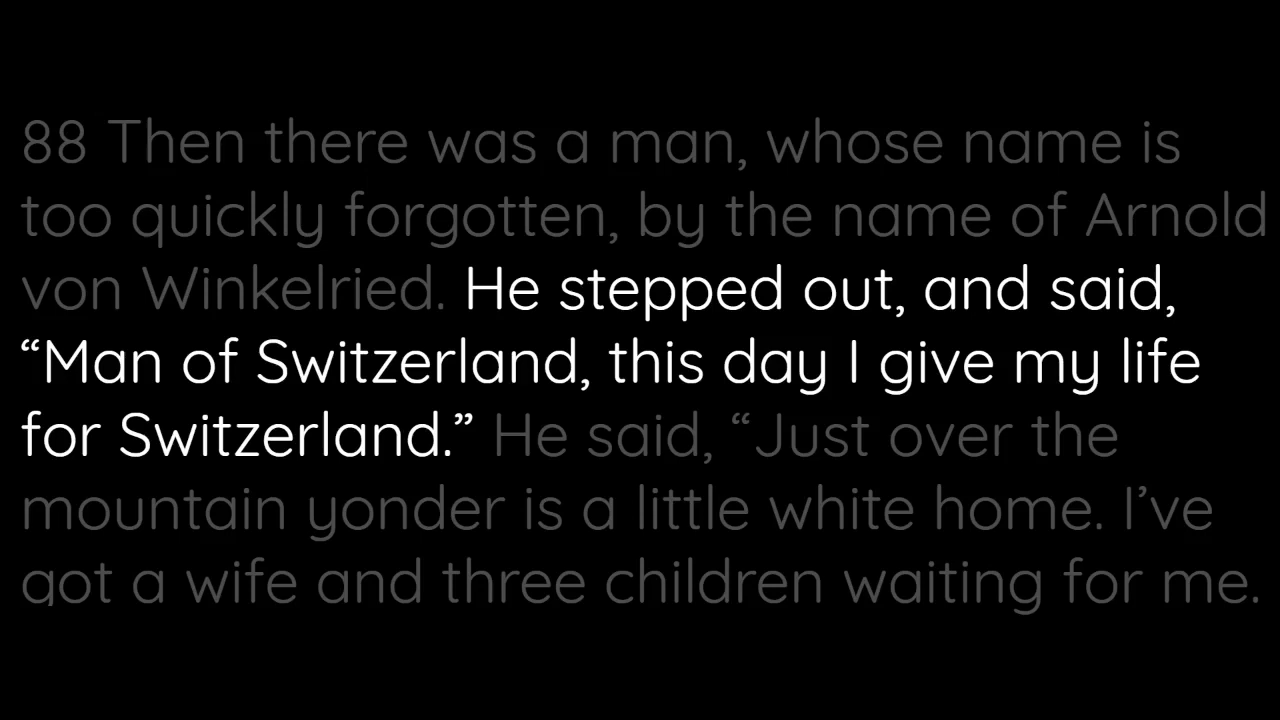 88 Then there was a man, whose name is
too quickly forgotten, by the name of Arnold
von Winkelried. He stepped out, and said,
“Man of Switzerland, this day I give my life
for Switzerland.” He said, “Just over the
mountain yonder is a little white home. I’ve
got a wife and three children waiting for me.